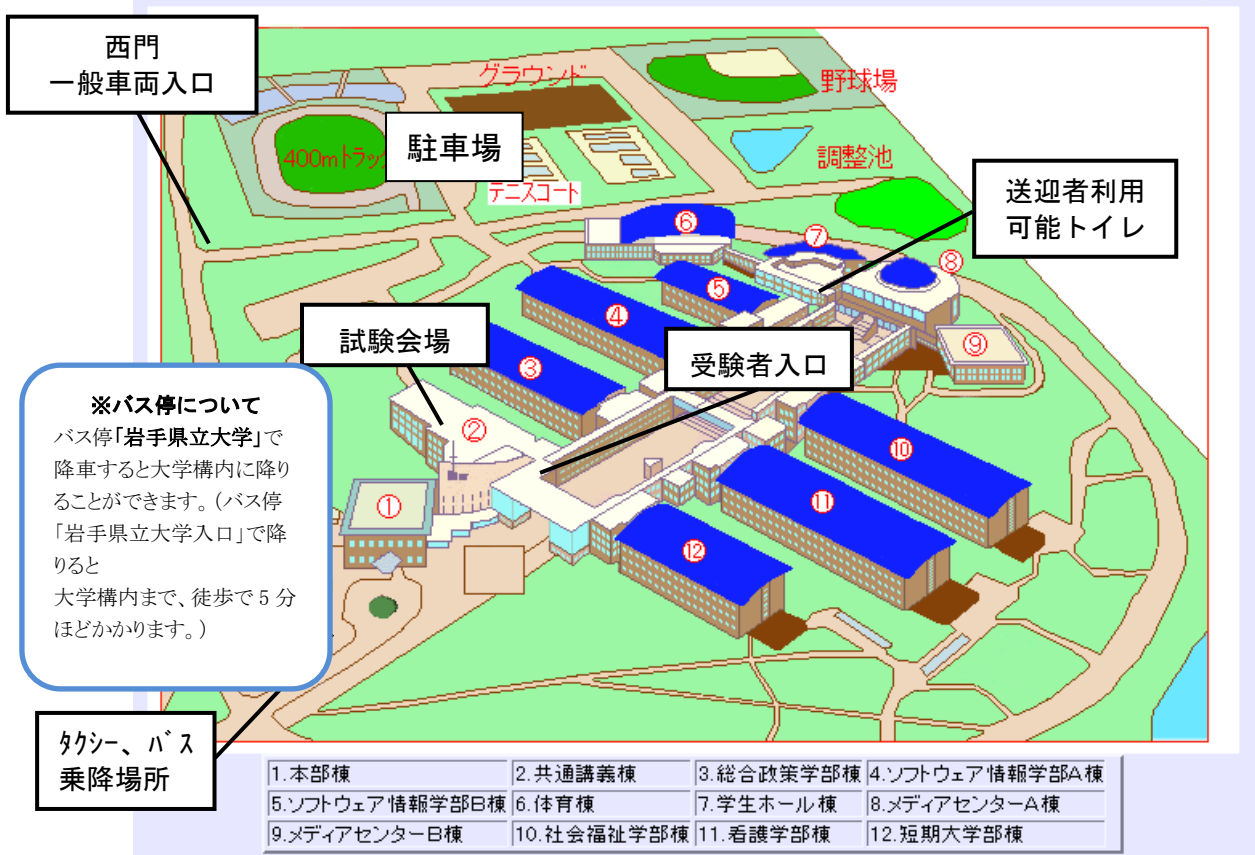 西門
一般車両入口
グラウンド
野球場
400mトラック
駐車場
調整池
テニスコート
送迎者利用
可能トイレ
⑥
⑦
⑧
⑤
④
試験会場
受験者入口
⑨
③
②
⑩
①
⑪
⑫
※バス停について
バス停「岩手県立大学」で
降車すると大学構内に降り
ることができます。（バス停
「岩手県立大学入口」で降
りると
大学構内まで、徒歩で5分
ほどかかります。）
ﾀｸｼｰ、ﾊﾞｽ
乗降場所
1.本部棟 2.共通講義棟 3.総合政策学部棟 4.ソフトウェア情報学部A棟
5.ソフトウェア情報学部B棟 6.体育棟 7.学生ホール棟 8.メディアセンターA棟
9.メディアセンターB棟 10.社会福祉学部棟 11.看護学部棟 12.短期大学部棟